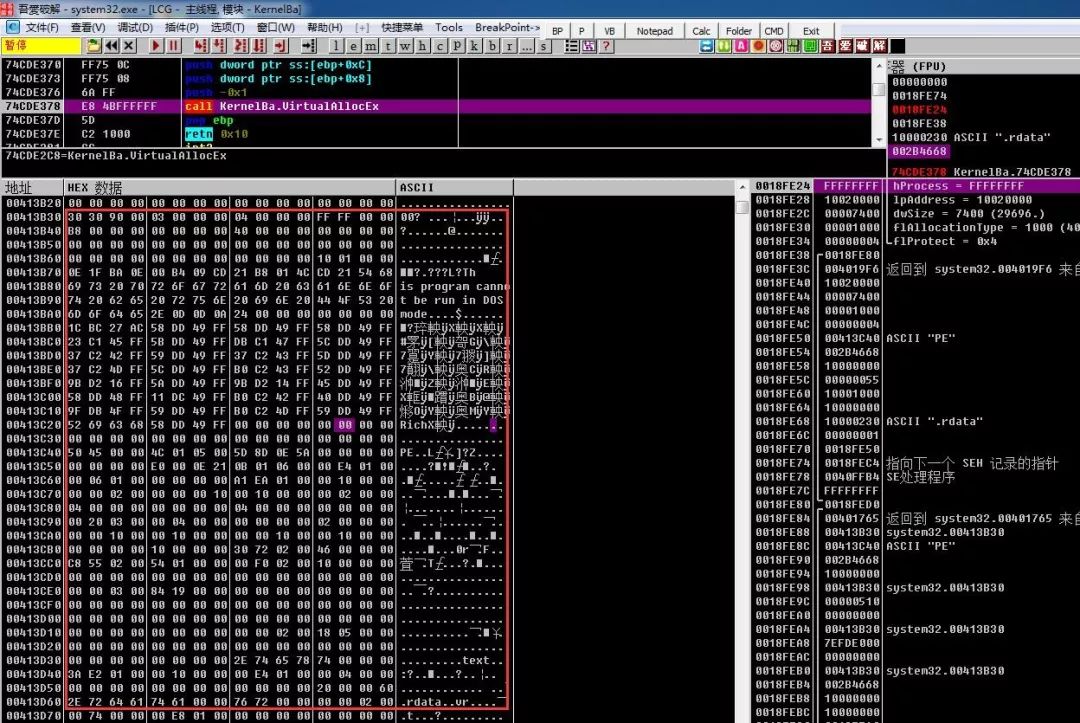 吾爱破解 - system32.exe - [LCG - 主线程, 模块 - KernelBa]
文件(F) 查看(V) 调试(D) 插件(P) 选项(T) 窗口(W) 帮助(H) [+] 快捷菜单 Tools BreakPoint-> BP P VB Notepad Calc Folder CMD Exit
暂停 l e m t w h c p k b r ... s ?
吾 爱 破 解
74CDE370 FF75 0C push dword ptr ss:[ebp+0xC]
74CDE373 FF75 08 push dword ptr ss:[ebp+0x8]
74CDE376 6A FF push -0x1
74CDE378 E8 4BFFFFFF call KernelBa.VirtualAllocEx
74CDE37D 5D pop ebp
74CDE37E C2 1000 retn 0x10
74CDE2C8=KernelBa.VirtualAllocEx
(FPU)
00000000
0018FE74
0018FE24
0018FE38
10000230 ASCII ".rdata"
002B4668
74CDE378 KernelBa.74CDE378
地址 HEX 数据 ASCII
00413B20 00 00 00 00 00 00 00 00 00 00 00 00 00 00 00 00 ................
00413B30 30 30 90 00 03 00 00 00 04 00 00 00 FF FF 00 00
00413B40 B8 00 00 00 00 00 00 00 40 00 00 00 00 00 00 00
00413B50 00 00 00 00 00 00 00 00 00 00 00 00 00 00 00 00 ................
00413B60 00 00 00 00 00 00 00 00 00 00 00 00 10 01 00 00
00413B70 0E 1F BA 0E 00 B4 09 CD 21 B8 01 4C CD 21 54 68
00413B80 69 73 20 70 72 6F 67 72 61 6D 20 63 61 6E 6E 6F is program canno
00413B90 74 20 62 65 20 72 75 6E 20 69 6E 20 44 4F 53 20 t be run in DOS
00413BA0 6D 6F 64 65 2E 0D 0D 0A 24 00 00 00 00 00 00 00 mode....$.......
00413BB0 1C BC 27 AC 58 DD 49 FF 58 DD 49 FF 58 DD 49 FF
00413BC0 23 C1 45 FF 5B DD 49 FF DB C1 47 FF 5C DD 49 FF
00413BD0 37 C2 42 FF 59 DD 49 FF 37 C2 43 FF 5D DD 49 FF
00413BE0 37 C2 4D FF 5C DD 49 FF B0 C2 43 FF 52 DD 49 FF
00413BF0 9B D2 16 FF 5A DD 49 FF 9B D2 14 FF 45 DD 49 FF
00413C00 58 DD 48 FF 11 DC 49 FF B0 C2 42 FF 40 DD 49 FF
00413C10 9F DB 4F FF 59 DD 49 FF B0 C2 4D FF 59 DD 49 FF
00413C20 52 69 63 68 58 DD 49 FF 00 00 00 00 00 00 00 00
00413C30 00 00 00 00 00 00 00 00 00 00 00 00 00 00 00 00 ................
00413C40 50 45 00 00 4C 01 05 00 5D 8D 0E 5A 00 00 00 00
00413C50 00 00 00 00 E0 00 0E 21 0B 01 06 00 00 E4 01 00
00413C60 00 06 01 00 00 00 00 00 A1 EA 01 00 00 10 00 00
00413C70 00 00 02 00 00 00 00 10 00 10 00 00 00 02 00 00
00413C80 04 00 00 00 00 00 00 00 04 00 00 00 00 00 00 00
00413C90 00 20 03 00 00 04 00 00 00 00 00 00 02 00 00 00
00413CA0 00 00 10 00 00 10 00 00 00 00 10 00 00 10 00 00
00413CB0 00 00 00 00 10 00 00 00 30 72 02 00 46 00 00 00
00413CC0 C8 55 02 00 54 01 00 00 00 F0 02 00 10 00 00 00
00413CD0 00 00 00 00 00 00 00 00 00 00 00 00 00 00 00 00
00413CE0 00 00 03 00 84 19 00 00 00 00 00 00 00 00 00 00
00413CF0 00 00 00 00 00 00 00 00 00 00 00 00 00 00 00 00 ................
00413D00 00 00 00 00 00 00 00 00 00 00 00 00 00 00 00 00 ................
00413D10 00 00 00 00 00 00 00 00 00 00 02 00 18 05 00 00
00413D20 00 00 00 00 00 00 00 00 00 00 00 00 00 00 00 00 ................
00413D30 00 00 00 00 00 00 00 00 2E 74 65 78 74 00 00 00 ........text...
00413D40 3A E2 01 00 00 10 00 00 00 E4 01 00 00 04 00 00
00413D50 00 00 00 00 00 00 00 00 00 00 00 00 20 00 00 60
00413D60 2E 72 64 61 74 61 00 00 76 72 00 00 00 00 02 00 .rdata..vr....
00413D70 00 74 00 00 00 E8 01 00 00 00 00 00 00 00 00 00
0018FE24 FFFFFFFF hProcess = FFFFFFFF
0018FE28 10020000 lpAddress = 10020000
0018FE2C 00007400 dwSize = 7400 (29696.)
0018FE30 00001000 flAllocationType = 1000 (40
0018FE34 00000004 flProtect = 0x4
0018FE38 0018FE80
0018FE3C 004019F6 返回到 system32.004019F6 来自
0018FE40 10020000
0018FE44 00007400
0018FE48 00001000
0018FE4C 00000004
0018FE50 00413C40 ASCII "PE"
0018FE54 002B4668
0018FE58 10000000
0018FE5C 00000055
0018FE60 10001000
0018FE64 10000000
0018FE68 10000230 ASCII ".rdata"
0018FE6C 00000001
0018FE70 0018FE50
0018FE74 0018FEC4 指向下一个 SEH 记录的指针
0018FE78 0040FFB4 SE处理程序
0018FE7C FFFFFFFF
0018FE80 0018FED0
0018FE84 00401765 返回到 system32.00401765 来自
0018FE88 00413B30 system32.00413B30
0018FE8C 00413C40 ASCII "PE"
0018FE90 002B4668
0018FE94 10000000
0018FE98 00413B30 system32.00413B30
0018FE9C 00000510
0018FEA0 00000000
0018FEA4 00413B30 system32.00413B30
0018FEA8 7EFDE000
0018FEAC 00000000
0018FEB0 00413B30 system32.00413B30
0018FEB4 002B4668
0018FEB8 10000000
0018FEBC 10000000